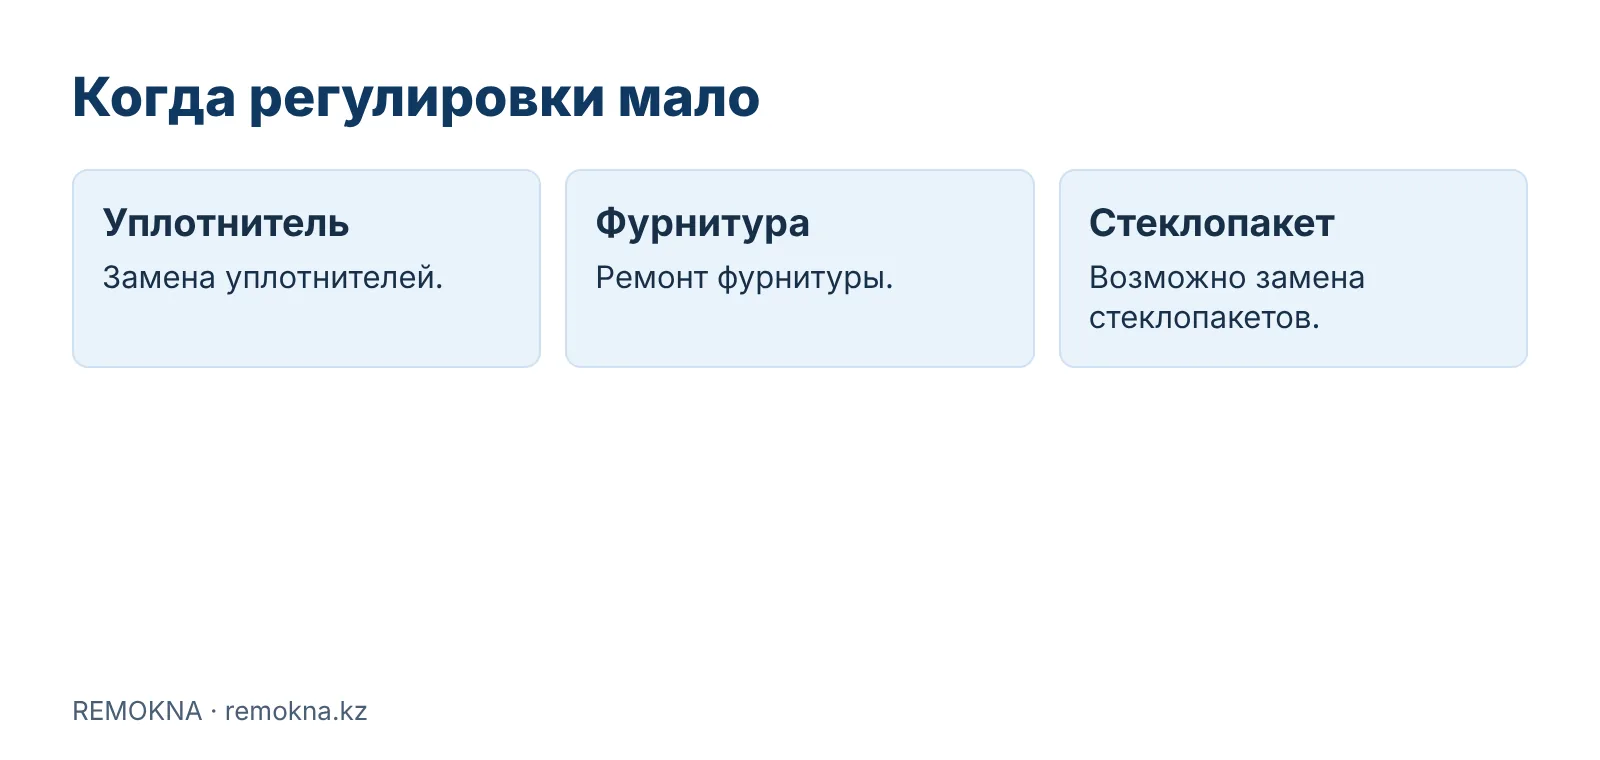 Когда регулировки мало
Уплотнитель
Замена уплотнителей.
Фурнитура
Ремонт фурнитуры.
Стеклопакет
Возможно замена
стеклопакетов.
REMOKNA · remokna.kz